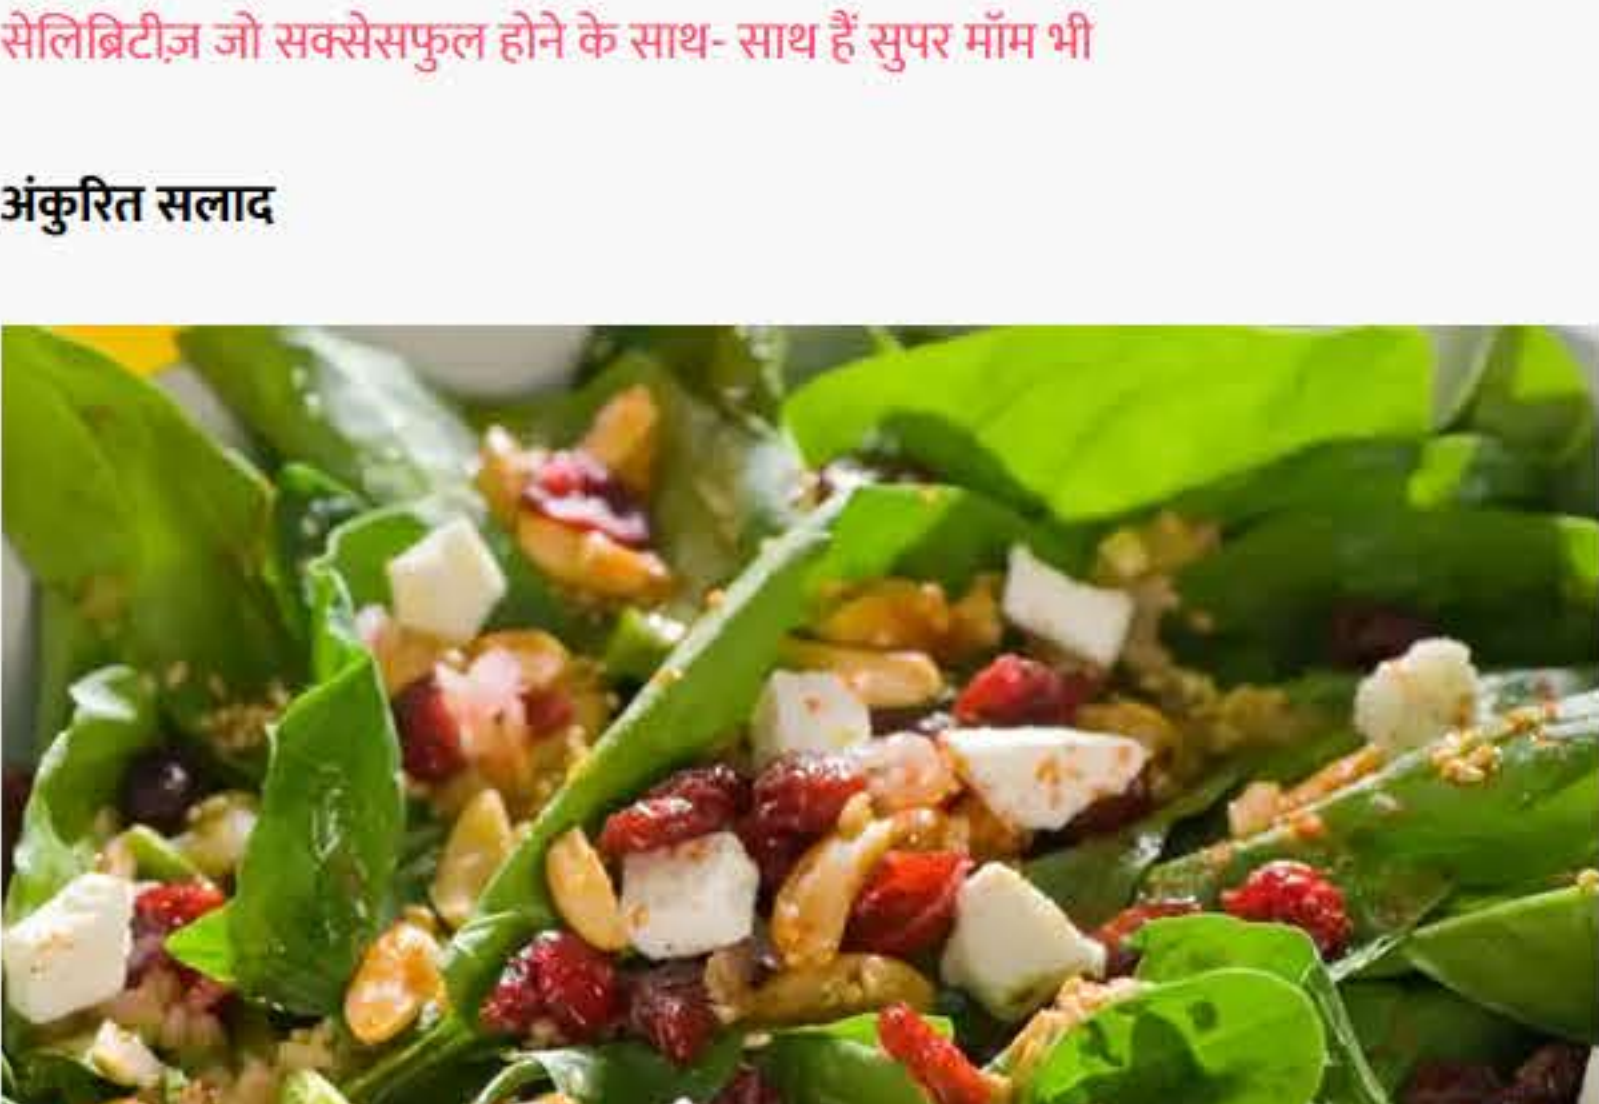 सेलिब्रिटीज़ जो सक्सेसफुल होने के साथ- साथ हैं सुपर मॉम भी
अंकुरित सलाद